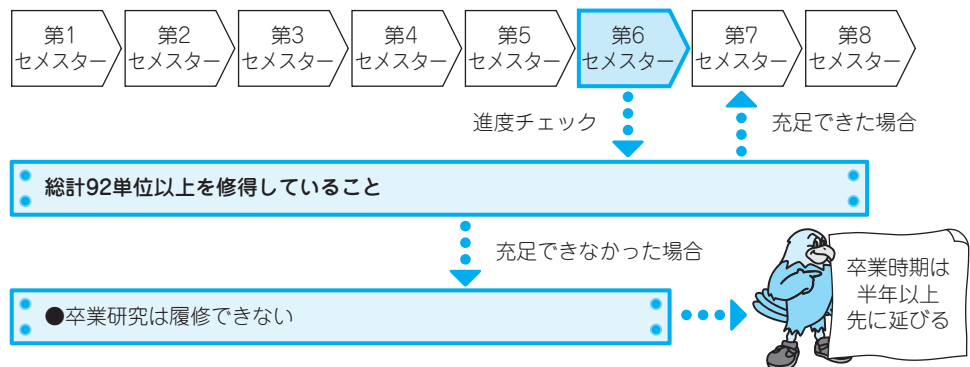 第1
セメスター
第2
セメスター
第3
セメスター
第4
セメスター
第5
セメスター
第6
セメスター
第7
セメスター
第8
セメスター
進度チェック
充足できた場合
総計92単位以上を修得していること
充足できなかった場合
●卒業研究は履修できない
卒業時期は
半年以上
先に延びる